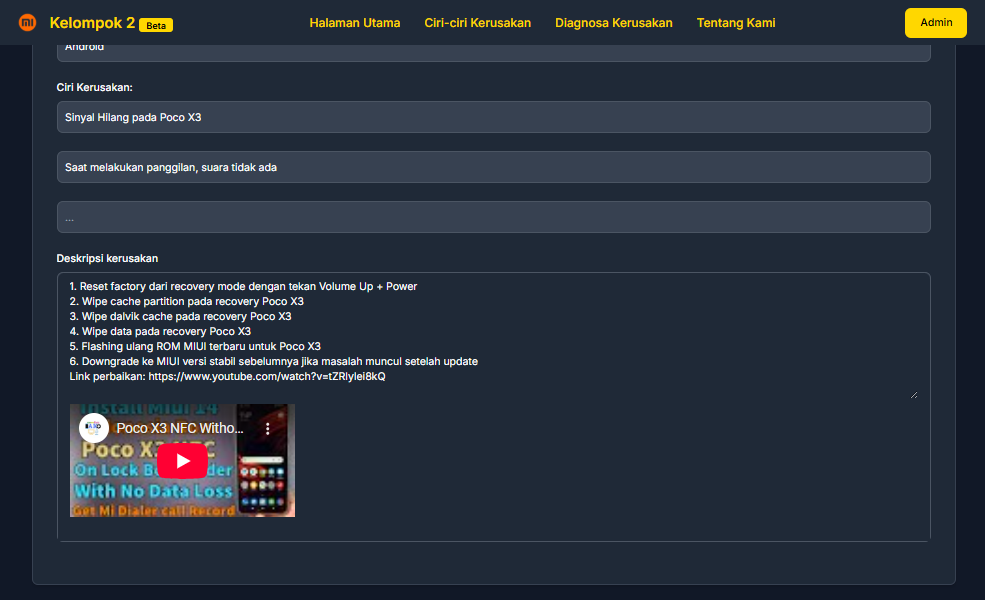 Kelompok 2 Beta
Halaman Utama
Ciri-ciri Kerusakan
Diagnosa Kerusakan
Tentang Kami
Admin
Android
Ciri Kerusakan:
Sinyal Hilang pada Poco X3
Saat melakukan panggilan, suara tidak ada
...
Deskripsi kerusakan
1. Reset factory dari recovery mode dengan tekan Volume Up + Power
2. Wipe cache partition pada recovery Poco X3
3. Wipe dalvik cache pada recovery Poco X3
4. Wipe data pada recovery Poco X3
5. Flashing ulang ROM MIUI terbaru untuk Poco X3
6. Downgrade ke MIUI versi stabil sebelumnya jika masalah muncul setelah update
Link perbaikan: https://www.youtube.com/watch?v=tZRlylei8kQ
Install MIUI 14
Poco X3 NFC Witho...
Poco X3 NFC
On Lock
With No Data Loss
Get Mi Dialer call Record